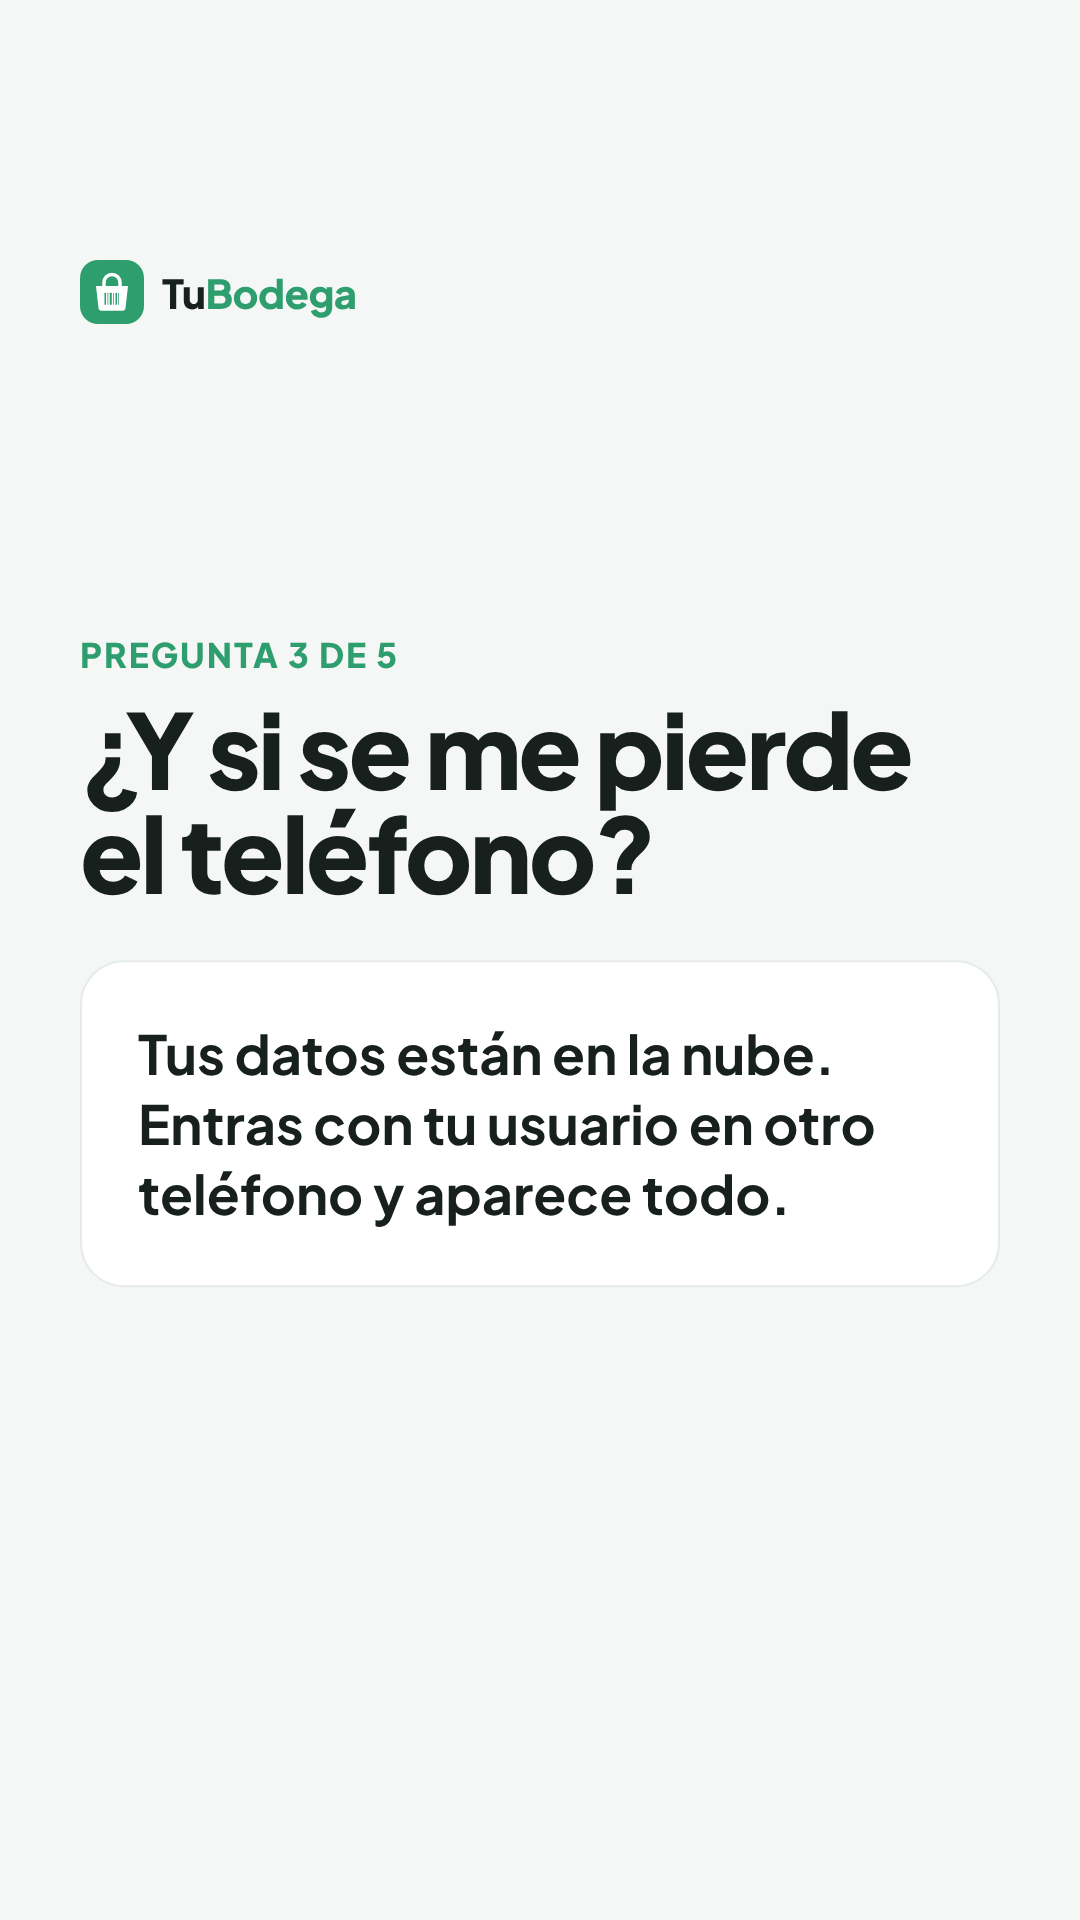 TuBodega
PREGUNTA 3 DE 5
¿Y si se me pierde
el teléfono?
Tus datos están en la nube.
Entras con tu usuario en otro
teléfono y aparece todo.